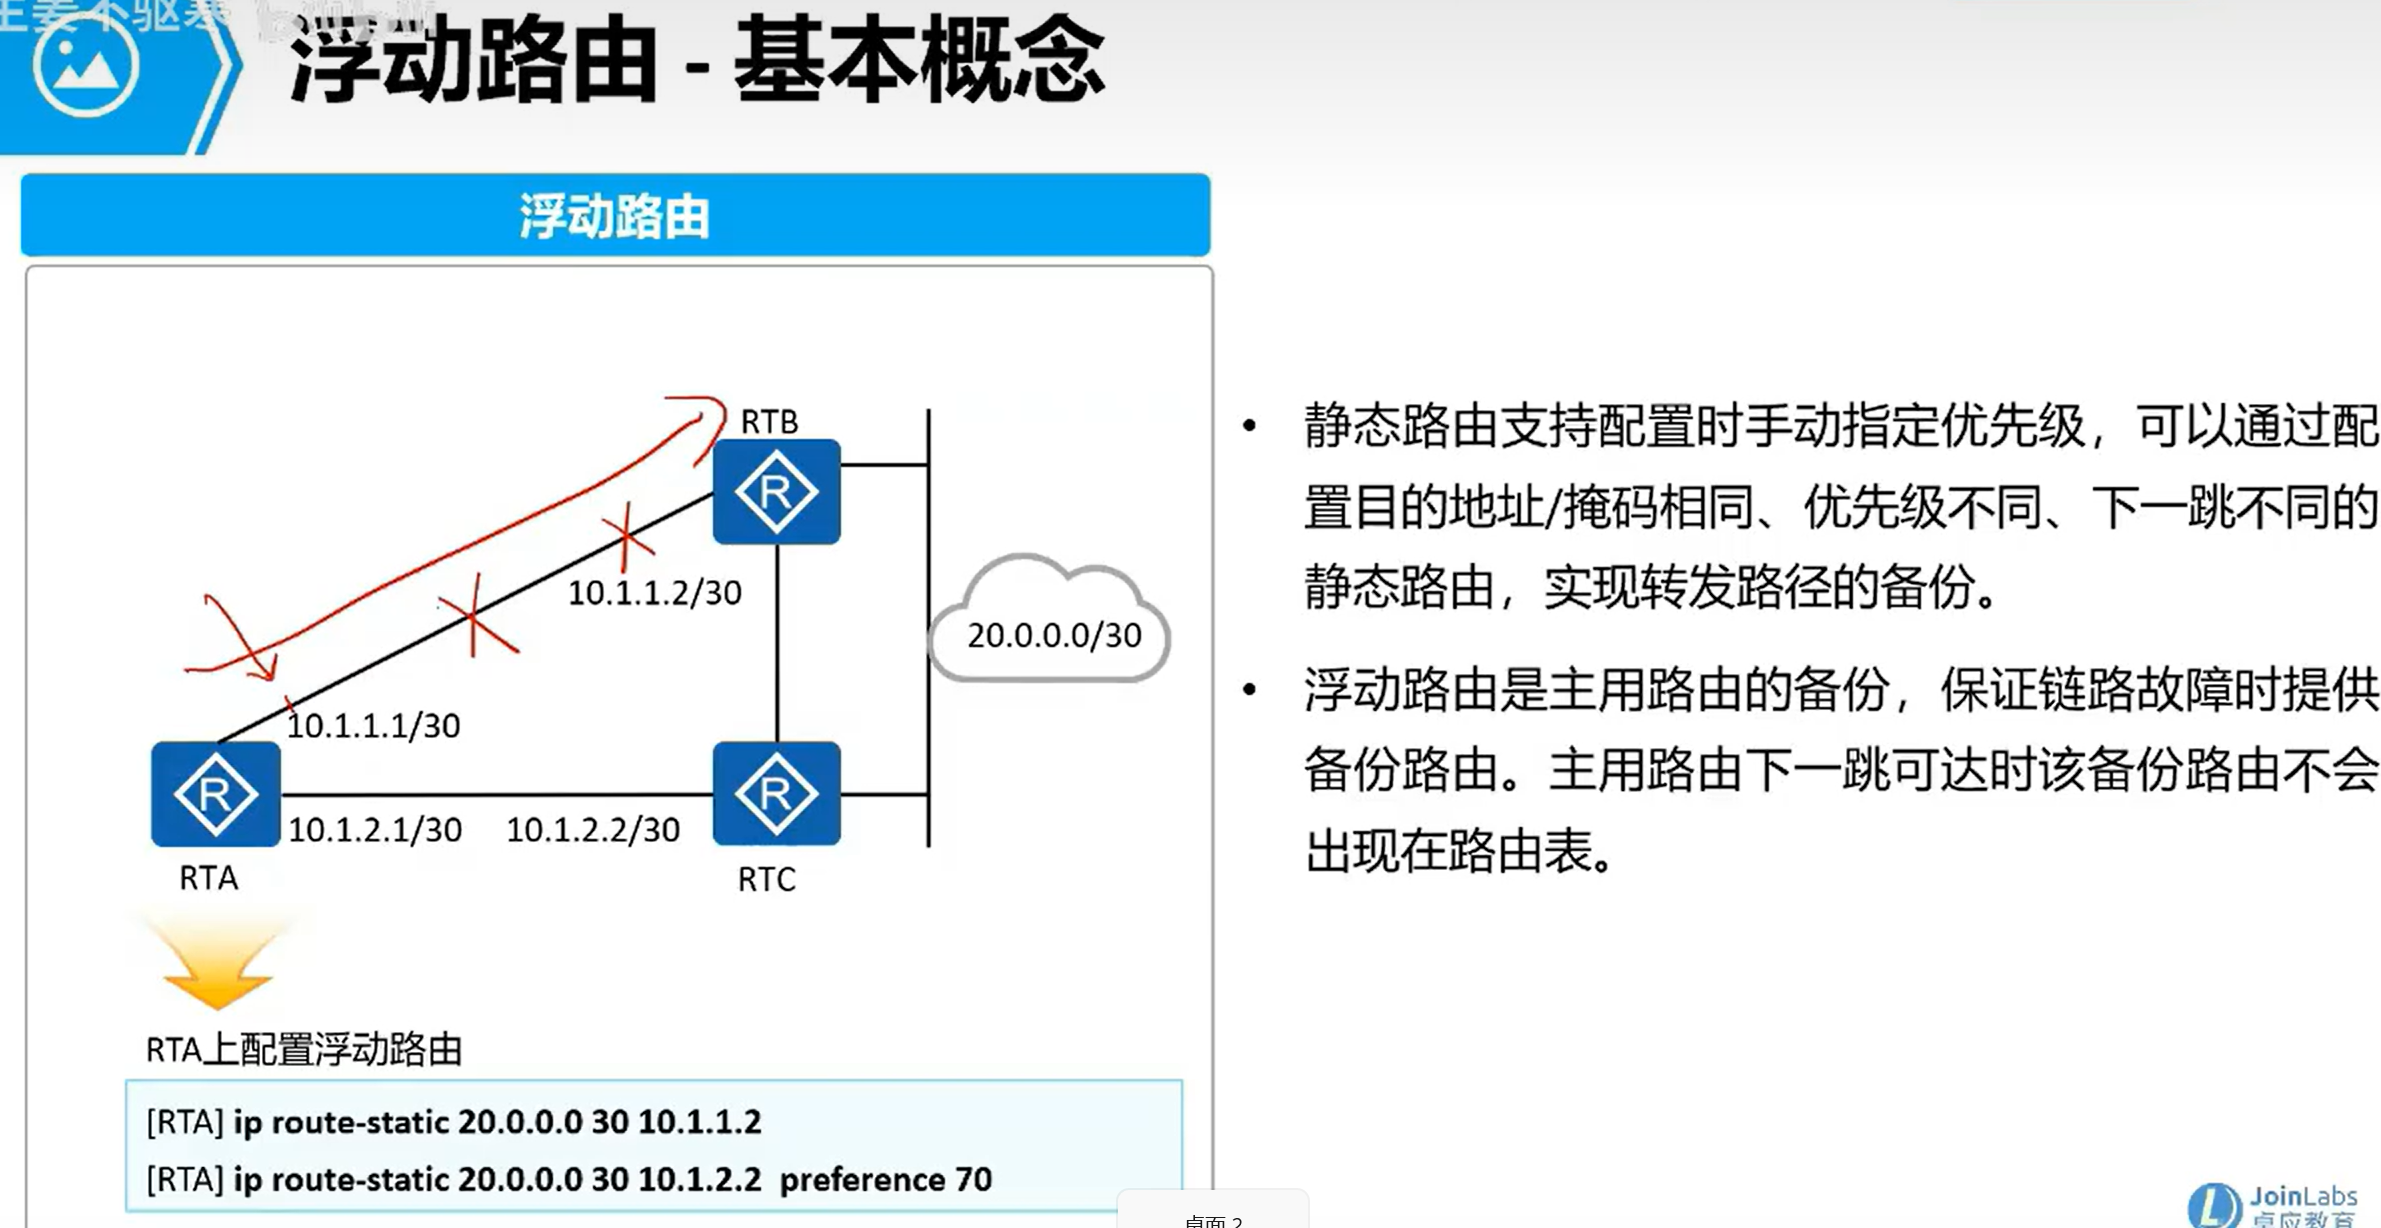 浮动路由 - 基本概念
浮动路由
RTB
10.1.1.2/30
20.0.0.0/30
10.1.1.1/30
10.1.2.1/30
10.1.2.2/30
RTA
RTC
RTA上配置浮动路由
[RTA] ip route-static 20.0.0.0 30 10.1.1.2
[RTA] ip route-static 20.0.0.0 30 10.1.2.2 preference 70
• 静态路由支持配置时手动指定优先级，可以通过配
置目的地址/掩码相同、优先级不同、下一跳不同的
静态路由，实现转发路径的备份。
• 浮动路由是主用路由的备份，保证链路故障时提供
备份路由。主用路由下一跳可达时该备份路由不会
出现在路由表。
JoinLabs
卓应教育
桌面 2